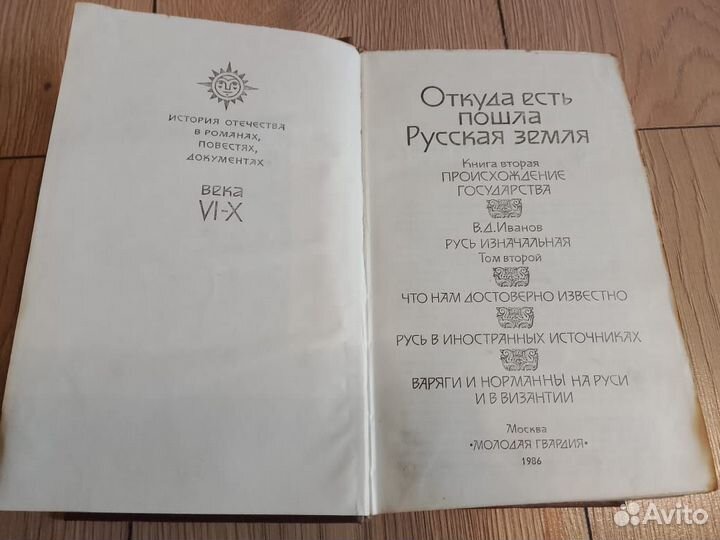 ИСТОРИЯ ОТЕЧЕСТВА
В РОМАНАХ,
ПОВЕСТЯХ,
ДОКУМЕНТАХ
ВЕКА
VI-X
Откуда есть
пошла
Русская земля
Книга вторая
ПРОИСХОЖДЕНИЕ
ГОСУДАРСТВА
В.Д.Иванов
РУСЬ ИЗНАЧАЛЬНАЯ
Том второй
ЧТО НАМ ДОСТОВЕРНО ИЗВЕСТНО
РУСЬ В ИНОСТРАННЫХ ИСТОЧНИКАХ
ВАРЯГИ И НОРМАННЫ НА РУСИ
И В ВИЗАНТИИ
Москва
«МОЛОДАЯ ГВАРДИЯ»
1986
Avito